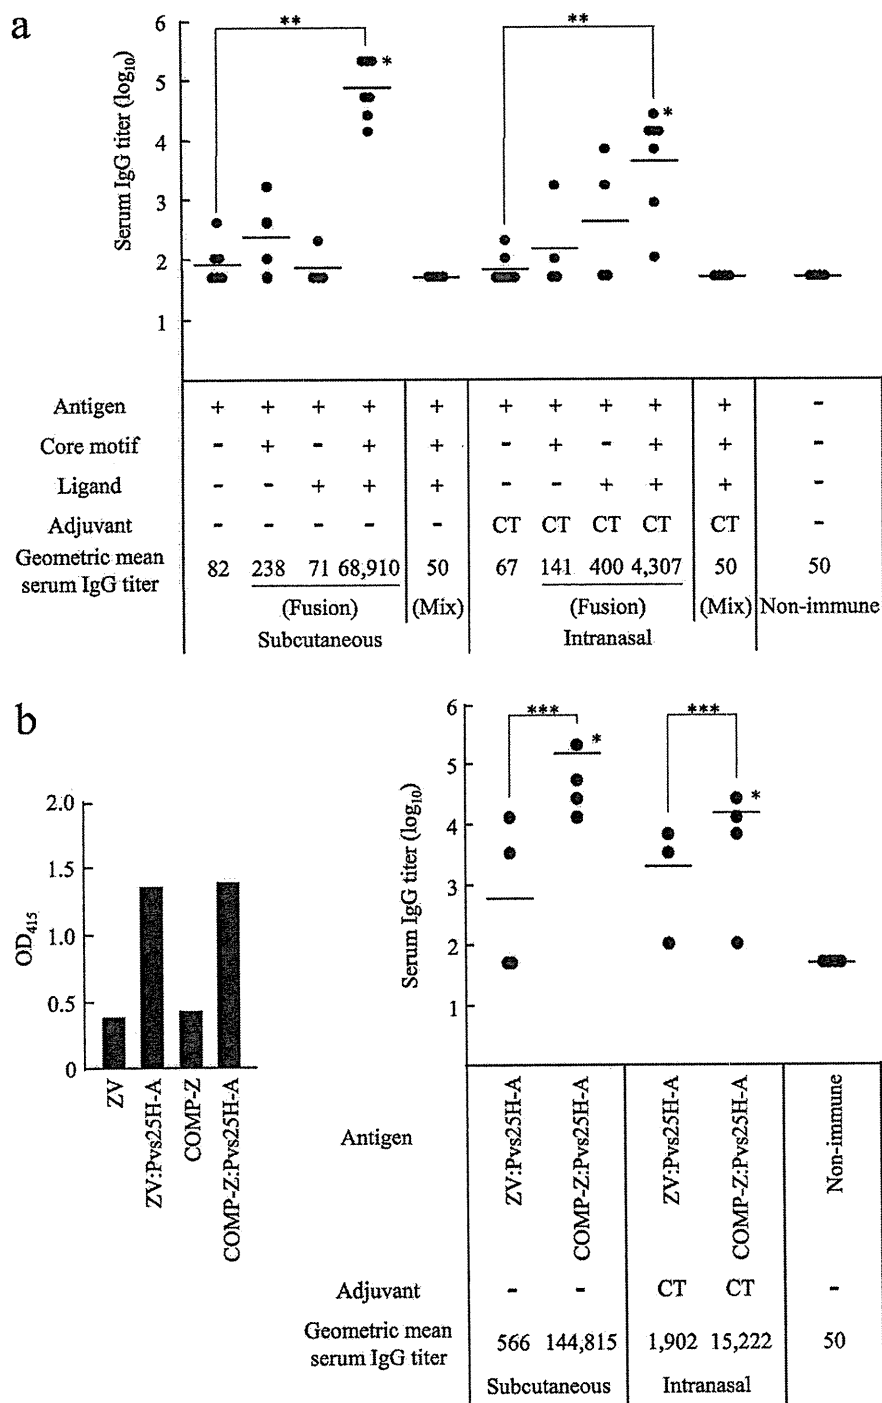 a
Serum IgG titer (log10)
6
5
4
3
2
1
**
*
**
*
Antigen + + + + + + + + + + -
Core motif - + - + + - + - + + -
Ligand - - + + + - - + + + -
Adjuvant - - - - - CT CT CT CT CT -
Geometric mean
serum IgG titer 82 238 71 68,910 50 67 141 400 4,307 50 50
(Fusion) (Mix) (Fusion) (Mix) Non-immune
Subcutaneous Intranasal
b
OD415
2.0
1.5
1.0
0.5
0
ZV
ZV:Pvs25H-A
COMP-Z
COMP-Z:Pvs25H-A
Serum IgG titer (log10)
6
5
4
3
2
1
***
*
***
*
Antigen
ZV:Pvs25H-A
COMP-Z:Pvs25H-A
ZV:Pvs25H-A
COMP-Z:Pvs25H-A
Non-immune
Adjuvant - - CT CT -
Geometric mean
serum IgG titer 566 144,815 1,902 15,222 50
Subcutaneous Intranasal